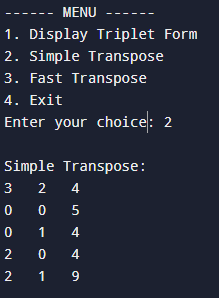 ------ MENU ------
1. Display Triplet Form
2. Simple Transpose
3. Fast Transpose
4. Exit
Enter your choice: 2

Simple Transpose:
3   2   4
0   0   5
0   1   4
2   0   4
2   1   9